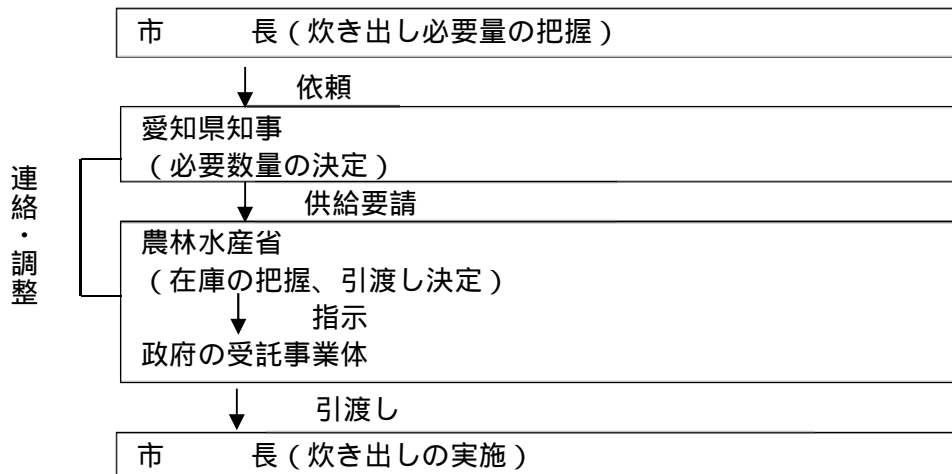 市　　　長（炊き出し必要量の把握）
依頼
愛知県知事
（必要数量の決定）
連絡・調整
供給要請
農林水産省
（在庫の把握、引渡し決定）
指示
政府の受託事業体
引渡し
市　　　長（炊き出しの実施）